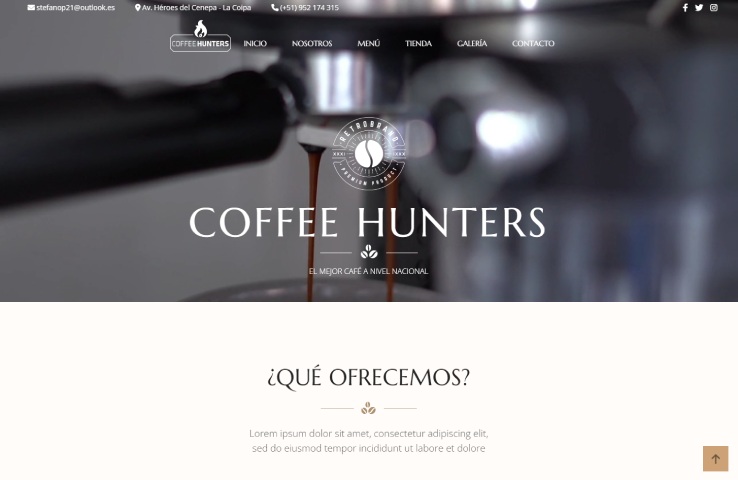 stefanop21@outlook.es
Av. Héroes del Cenepa - La Coipa
(+51) 952 174 315
COFFEE HUNTERS
INICIO
NOSOTROS
MENÚ
TIENDA
GALERÍA
CONTACTO
RETROBRAND
PREMIUM PRODUCT
COFFEE HUNTERS
EL MEJOR CAFÉ A NIVEL NACIONAL
¿QUÉ OFRECEMOS?
Lorem ipsum dolor sit amet, consectetur adipiscing elit,
sed do eiusmod tempor incididunt ut labore et dolore